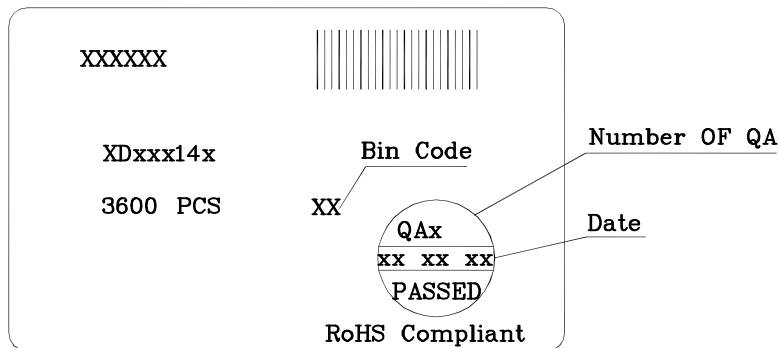 XXXXXX
XDxxx14x
Bin Code
Number OF QA
3600 PCS
XX
QAx
Date
xx xx xx
PASSED
RoHS Compliant